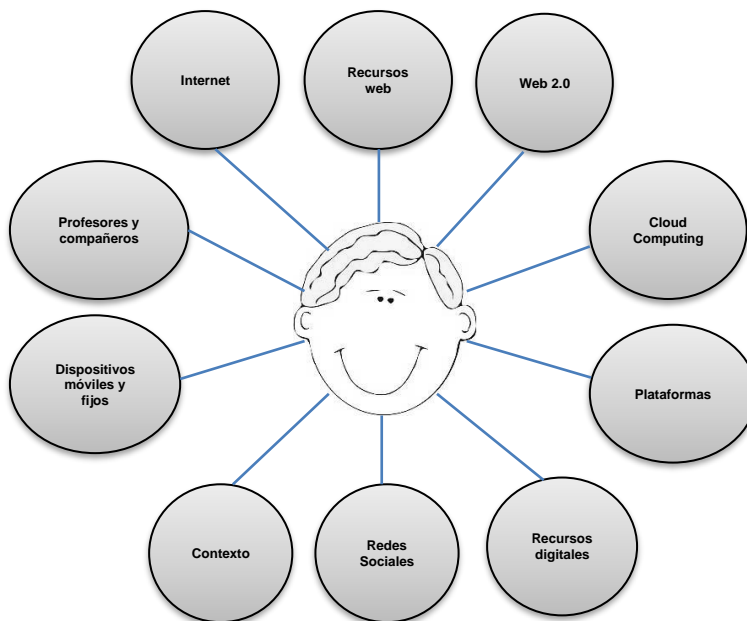 Internet
Recursos
web
Web 2.0
Profesores y
compañeros
Cloud
Computing
Dispositivos
móviles y
fijos
Plataformas
Contexto
Redes
Sociales
Recursos
digitales